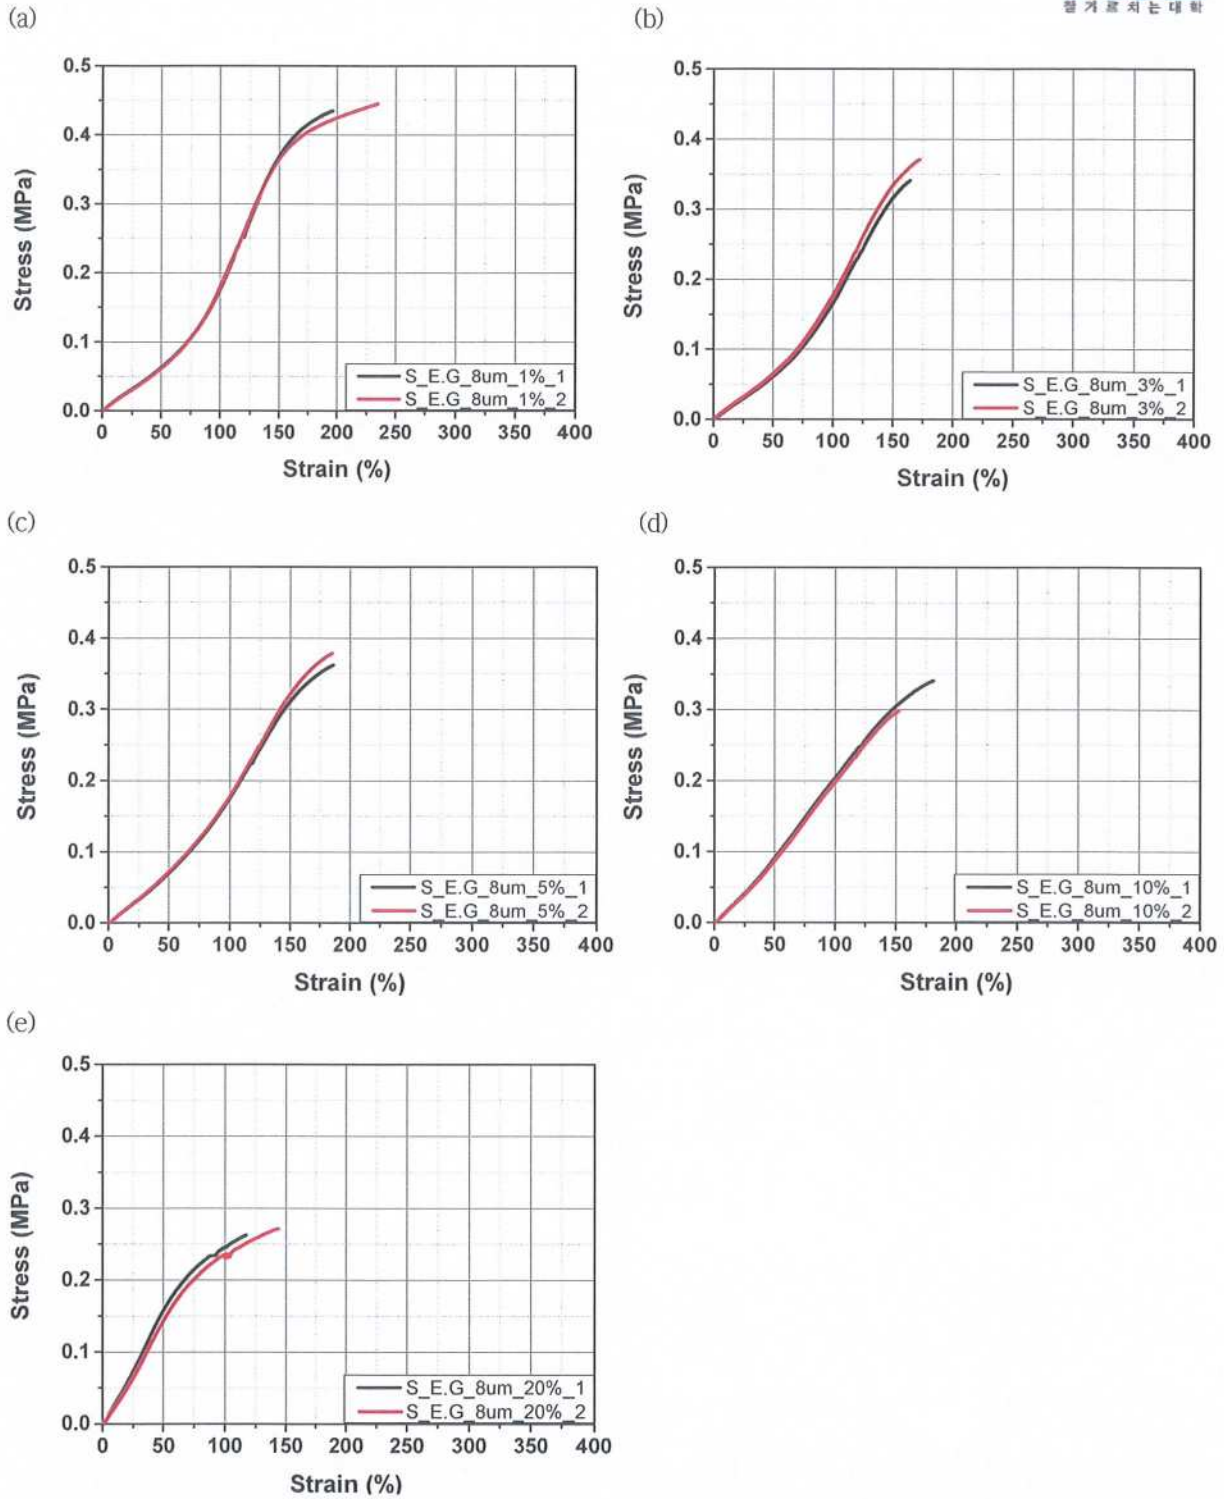 잘 가르치는 대학
(a)
(b)
0.5
0.4
0.3
0.2
0.1
0.0
Stress (MPa)
S_E.G_8um_1%_1
S_E.G_8um_1%_2
0 50 100 150 200 250 300 350 400
Strain (%)
0.5
0.4
0.3
0.2
0.1
0.0
Stress (MPa)
S_E.G_8um_3%_1
S_E.G_8um_3%_2
0 50 100 150 200 250 300 350 400
Strain (%)
(c)
(d)
0.5
0.4
0.3
0.2
0.1
0.0
Stress (MPa)
S_E.G_8um_5%_1
S_E.G_8um_5%_2
0 50 100 150 200 250 300 350 400
Strain (%)
0.5
0.4
0.3
0.2
0.1
0.0
Stress (MPa)
S_E.G_8um_10%_1
S_E.G_8um_10%_2
0 50 100 150 200 250 300 350 400
Strain (%)
(e)
0.5
0.4
0.3
0.2
0.1
0.0
Stress (MPa)
S_E.G_8um_20%_1
S_E.G_8um_20%_2
0 50 100 150 200 250 300 350 400
Strain (%)